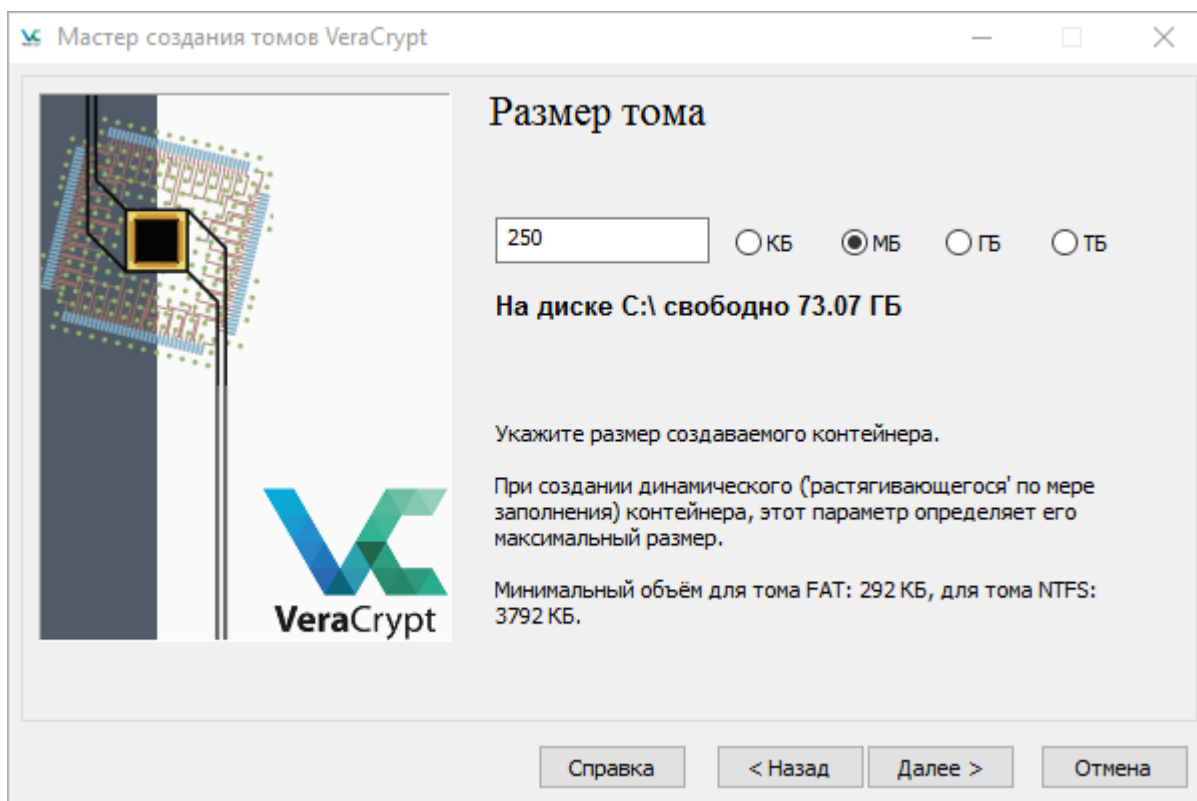 Мастер создания томов VeraCrypt
Размер тома
250
КБ МБ ГБ ТБ
На диске C:\ свободно 73.07 ГБ
Укажите размер создаваемого контейнера.
При создании динамического ('растягивающегося' по мере
заполнения) контейнера, этот параметр определяет его
максимальный размер.
Минимальный объём для тома FAT: 292 КБ, для тома NTFS:
3792 КБ.
VeraCrypt
Справка
< Назад
Далее >
Отмена